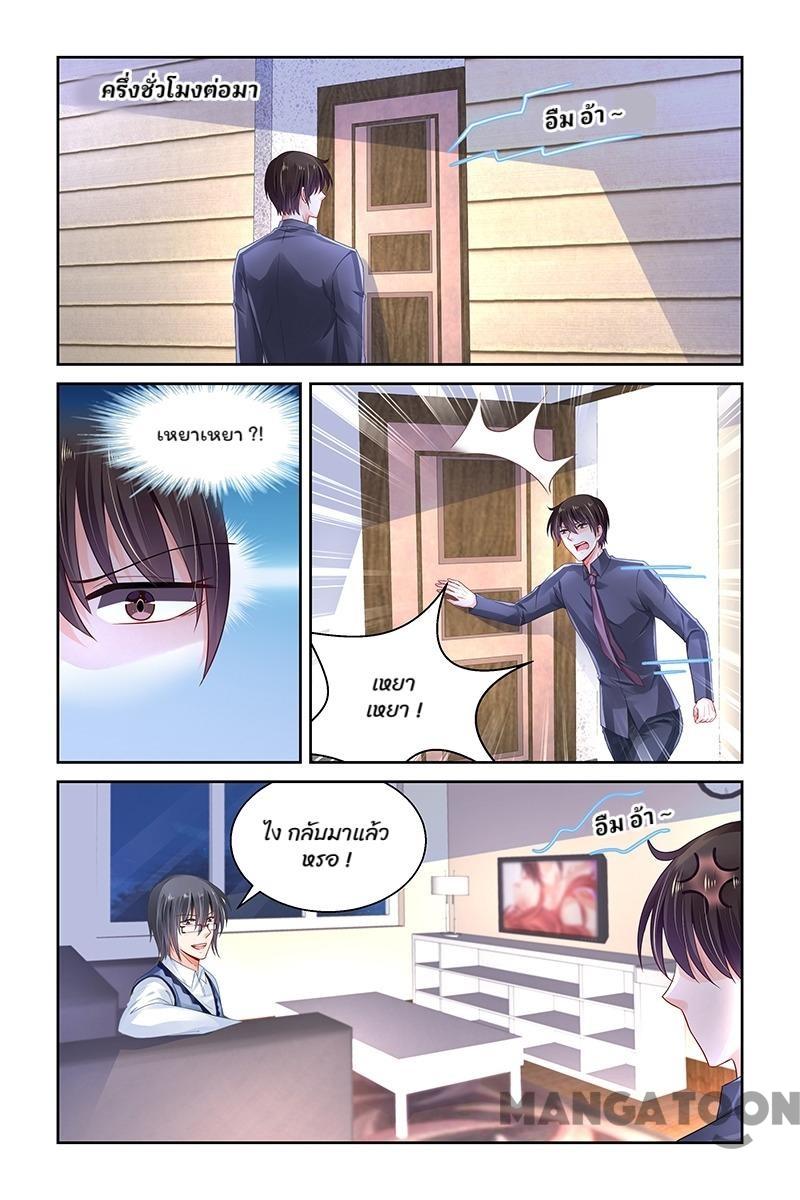 ครึ่งชั่วโมงต่อมา
อืม อ้า ~
เหยาเหยา ?!
เหยา
เหยา !
ไง กลับมาแล้ว
หรอ !
อืม อ้า ~
MANGATOON